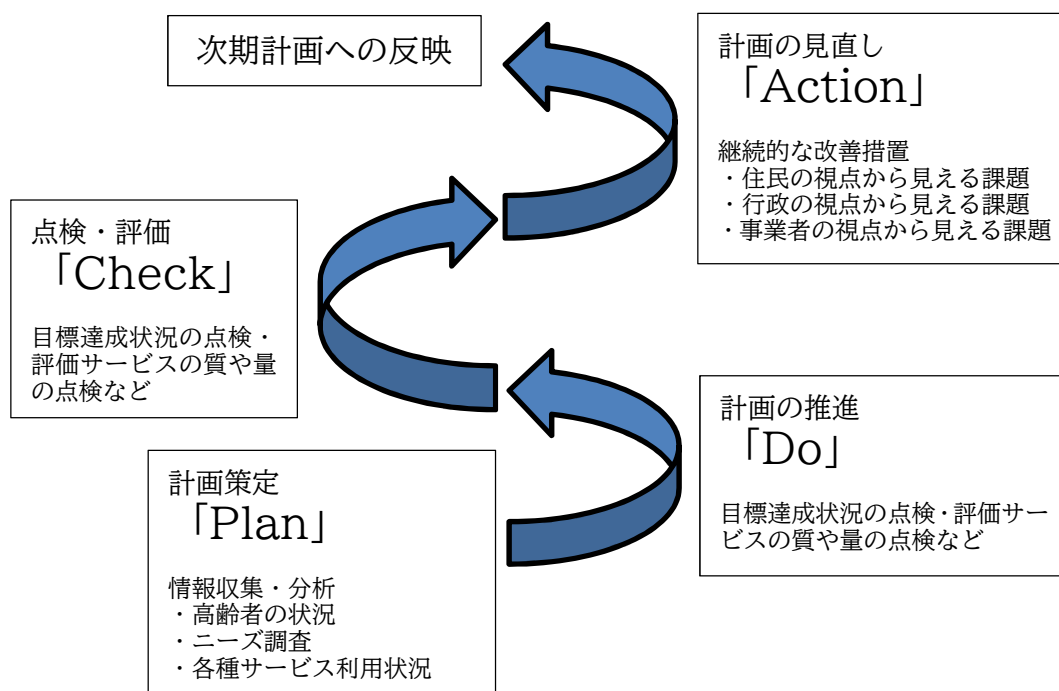 次期計画への反映
計画の見直し
「Action」
継続的な改善措置
・住民の視点から見える課題
・行政の視点から見える課題
・事業者の視点から見える課題
点検・評価
「Check」
目標達成状況の点検・
評価サービスの質や量
の点検など
計画の推進
「Do」
目標達成状況の点検・評価サー
ビスの質や量の点検など
計画策定
「Plan」
情報収集・分析
・高齢者の状況
・ニーズ調査
・各種サービス利用状況